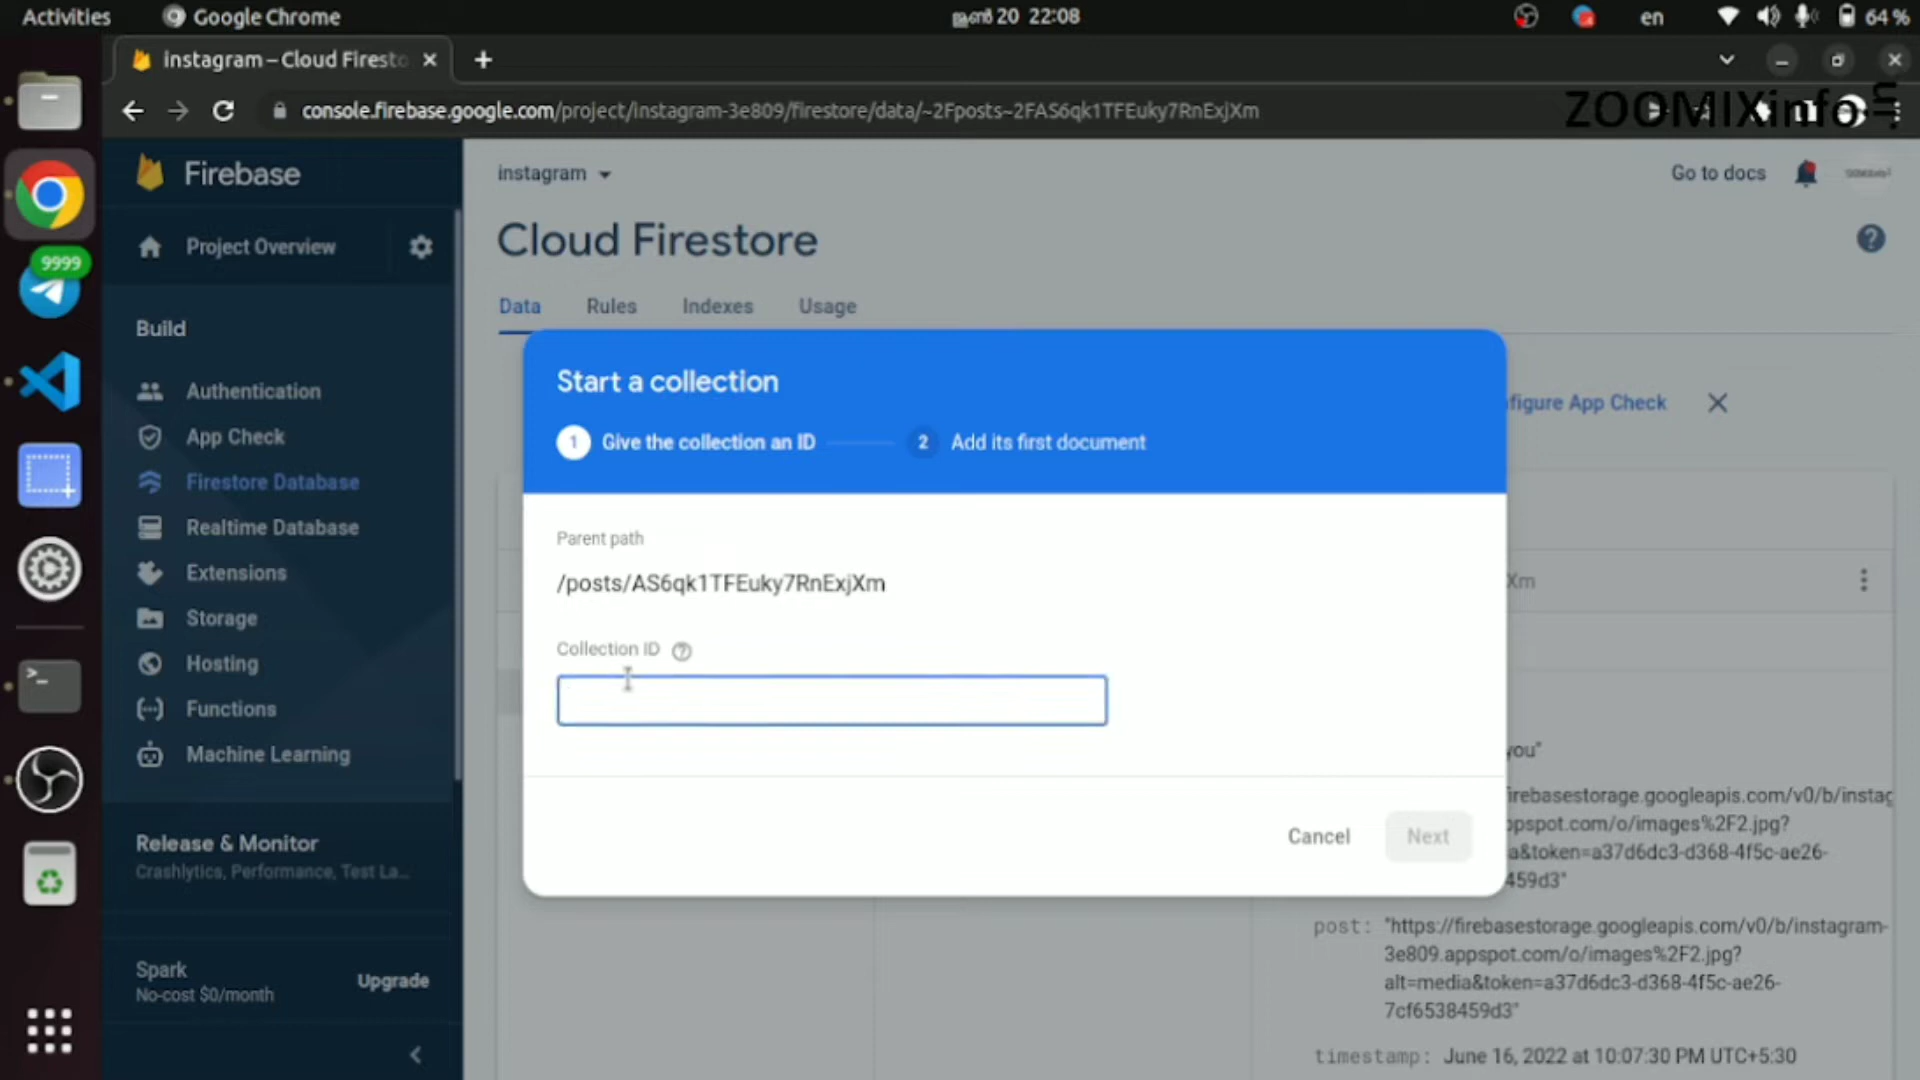 Activities
Google Chrome
ജൂൺ 20 22:08
en
64 %
instagram – Cloud Firesto
console.firebase.google.com/project/instagram-3e809/firestore/data/~2Fposts~2FAS6qk1TFEuky7RnExjXm
ZOOMIXinfo
Firebase
instagram
Go to docs
9999
Project Overview
Cloud Firestore
Data
Rules
Indexes
Usage
Build
Authentication
App Check
Firestore Database
Realtime Database
Extensions
Storage
Hosting
Functions
Machine Learning
Release & Monitor
Crashlytics, Performance, Test La...
Spark
No-cost $0/month
Upgrade
figure App Check
Start a collection
1 Give the collection an ID
2 Add its first document
Parent path
/posts/AS6qk1TFEuky7RnExjXm
Collection ID
Cancel
Next
Xm
you"
irebasestorage.googleapis.com/v0/b/instag
ppspot.com/o/images%2F2.jpg?
a&token=a37d6dc3-d368-4f5c-ae26-
459d3"
post: "https://firebasestorage.googleapis.com/v0/b/instagram-
3e809.appspot.com/o/images%2F2.jpg?
alt=media&token=a37d6dc3-d368-4f5c-ae26-
7cf6538459d3"
timestamp: June 16, 2022 at 10:07:30 PM UTC+5:30